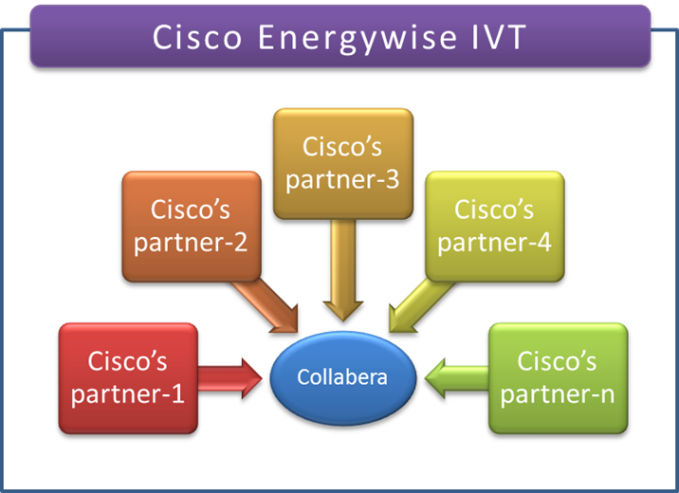 Cisco Energywise IVT
Cisco’s
partner-3
Cisco’s
partner-2
Cisco’s
partner-4
Cisco’s
partner-1
Collabera
Cisco’s
partner-n